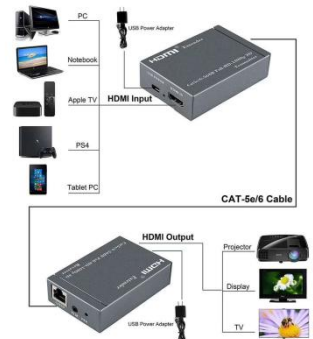 PC
USB Power Adapter
HDMI Extender
Notebook
Apple TV
HDMI Input
PS4
Tablet PC
CAT-5e/6 Cable
HDMI Output
Projector
HDMI Extender
Display
USB Power Adapter
TV